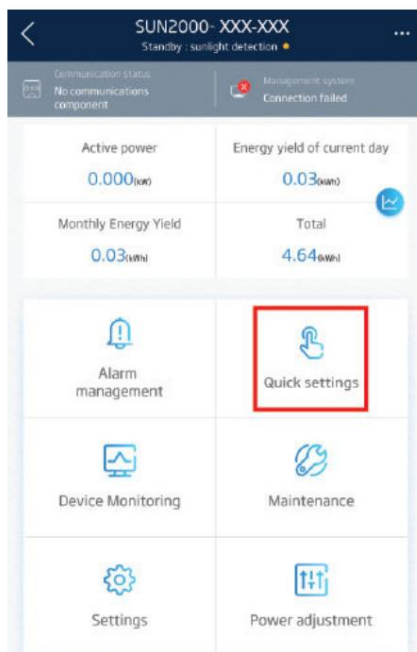 SUN2000- XXX-XXX
Standby : sunlight detection
...
Communication status
No communications
component
Management system
Connection failed
Active power
0.000(kW)
Energy yield of current day
0.03(kWh)
Monthly Energy Yield
0.03(kWh)
Total
4.64(kWh)
Alarm
management
Quick settings
Device Monitoring
Maintenance
Settings
Power adjustment